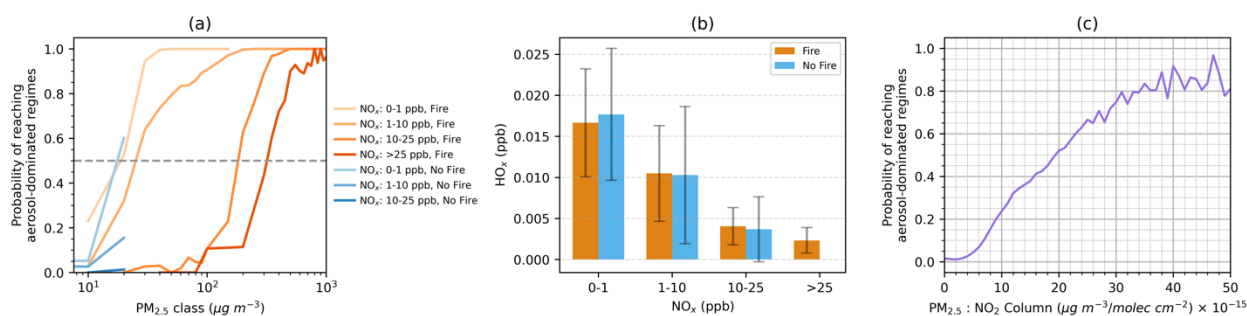 (a)
Probability of reaching
aerosol-dominated regimes
1.0
0.8
0.6
0.4
0.2
0.0
10¹
10²
10³
PM₂.₅ class (μg m⁻³)
NOₓ: 0-1 ppb, Fire
NOₓ: 1-10 ppb, Fire
NOₓ: 10-25 ppb, Fire
NOₓ: >25 ppb, Fire
NOₓ: 0-1 ppb, No Fire
NOₓ: 1-10 ppb, No Fire
NOₓ: 10-25 ppb, No Fire
(b)
HOₓ (ppb)
0.025
0.020
0.015
0.010
0.005
0.000
0-1
1-10
10-25
>25
NOₓ (ppb)
Fire
No Fire
(c)
Probability of reaching
aerosol-dominated regimes
1.0
0.8
0.6
0.4
0.2
0.0
0
10
20
30
40
50
PM₂.₅ : NO₂ Column (μg m⁻³/molec cm⁻²) × 10⁻¹⁵